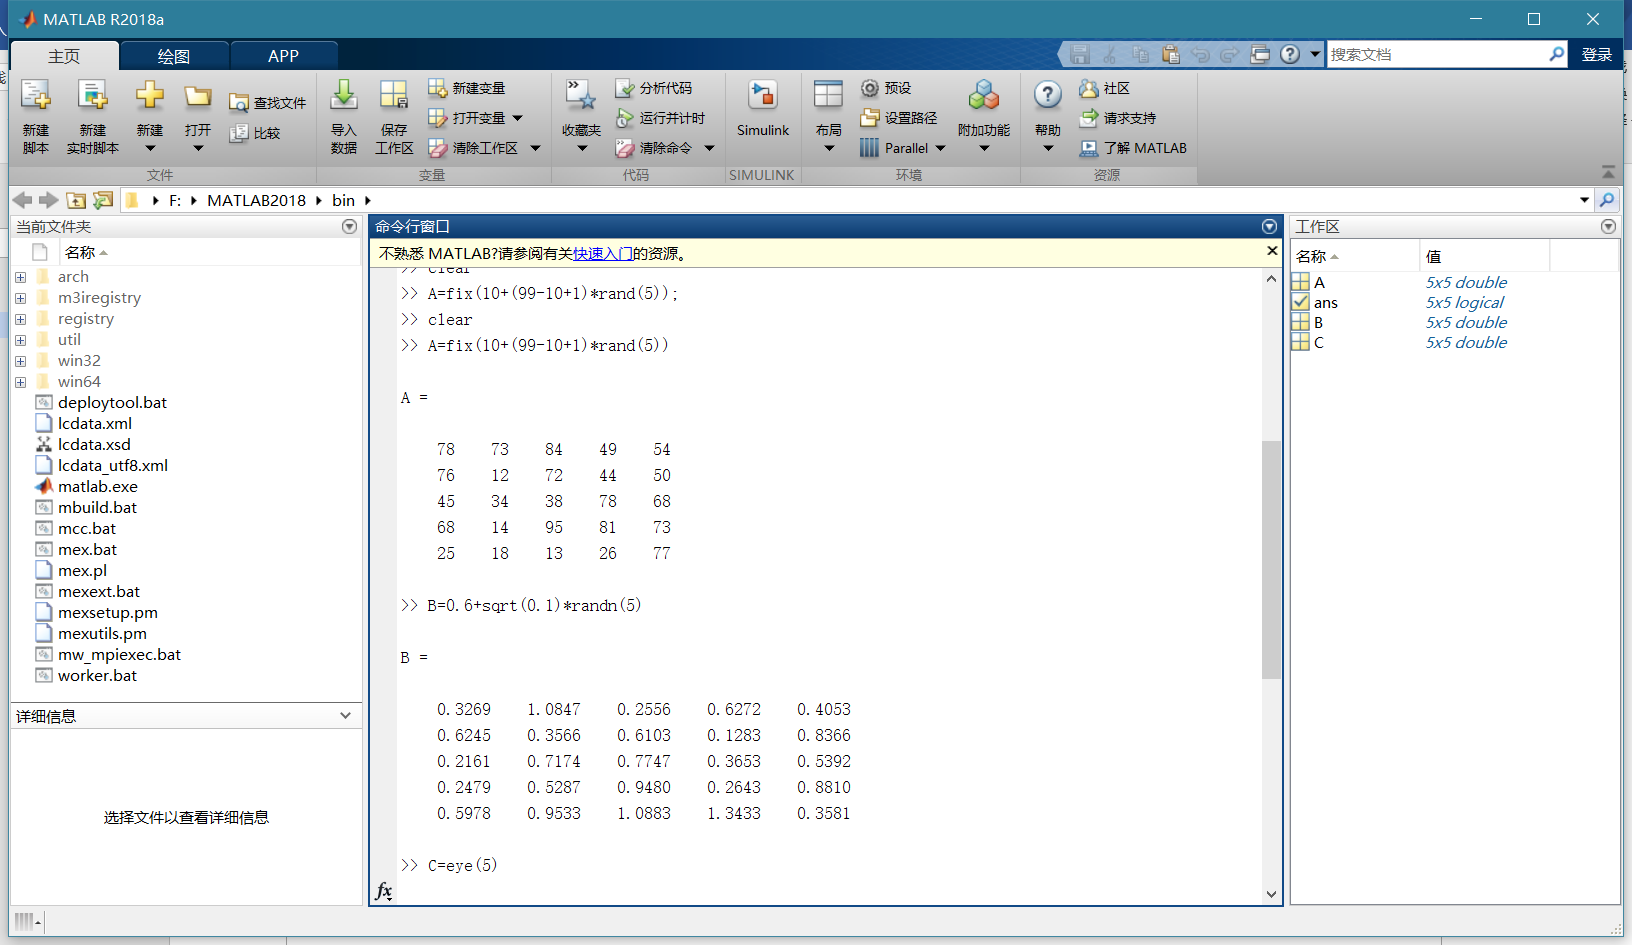 MATLAB R2018a
主页 绘图 APP
搜索文档 登录
新建脚本
新建实时脚本
新建
打开
查找文件
比较
导入数据
保存工作区
新建变量
打开变量
清除工作区
收藏夹
分析代码
运行并计时
清除命令
Simulink
布局
预设
设置路径
Parallel
附加功能
帮助
社区
请求支持
了解 MATLAB
文件 变量 代码 SIMULINK 环境 资源
F: MATLAB2018 bin
当前文件夹
名称
arch
m3iregistry
registry
util
win32
win64
deploytool.bat
lcdata.xml
lcdata.xsd
lcdata_utf8.xml
matlab.exe
mbuild.bat
mcc.bat
mex.bat
mex.pl
mexext.bat
mexsetup.pm
mexutils.pm
mw_mpiexec.bat
worker.bat
详细信息
选择文件以查看详细信息
命令行窗口
不熟悉 MATLAB?请参阅有关快速入门的资源。
>> clear
>> A=fix(10+(99-10+1)*rand(5));
>> clear
>> A=fix(10+(99-10+1)*rand(5))
A =
78 73 84 49 54
76 12 72 44 50
45 34 38 78 68
68 14 95 81 73
25 18 13 26 77
>> B=0.6+sqrt(0.1)*randn(5)
B =
0.3269 1.0847 0.2556 0.6272 0.4053
0.6245 0.3566 0.6103 0.1283 0.8366
0.2161 0.7174 0.7747 0.3653 0.5392
0.2479 0.5287 0.9480 0.2643 0.8810
0.5978 0.9533 1.0883 1.3433 0.3581
>> C=eye(5)
fx
工作区
名称 值
A 5x5 double
ans 5x5 logical
B 5x5 double
C 5x5 double